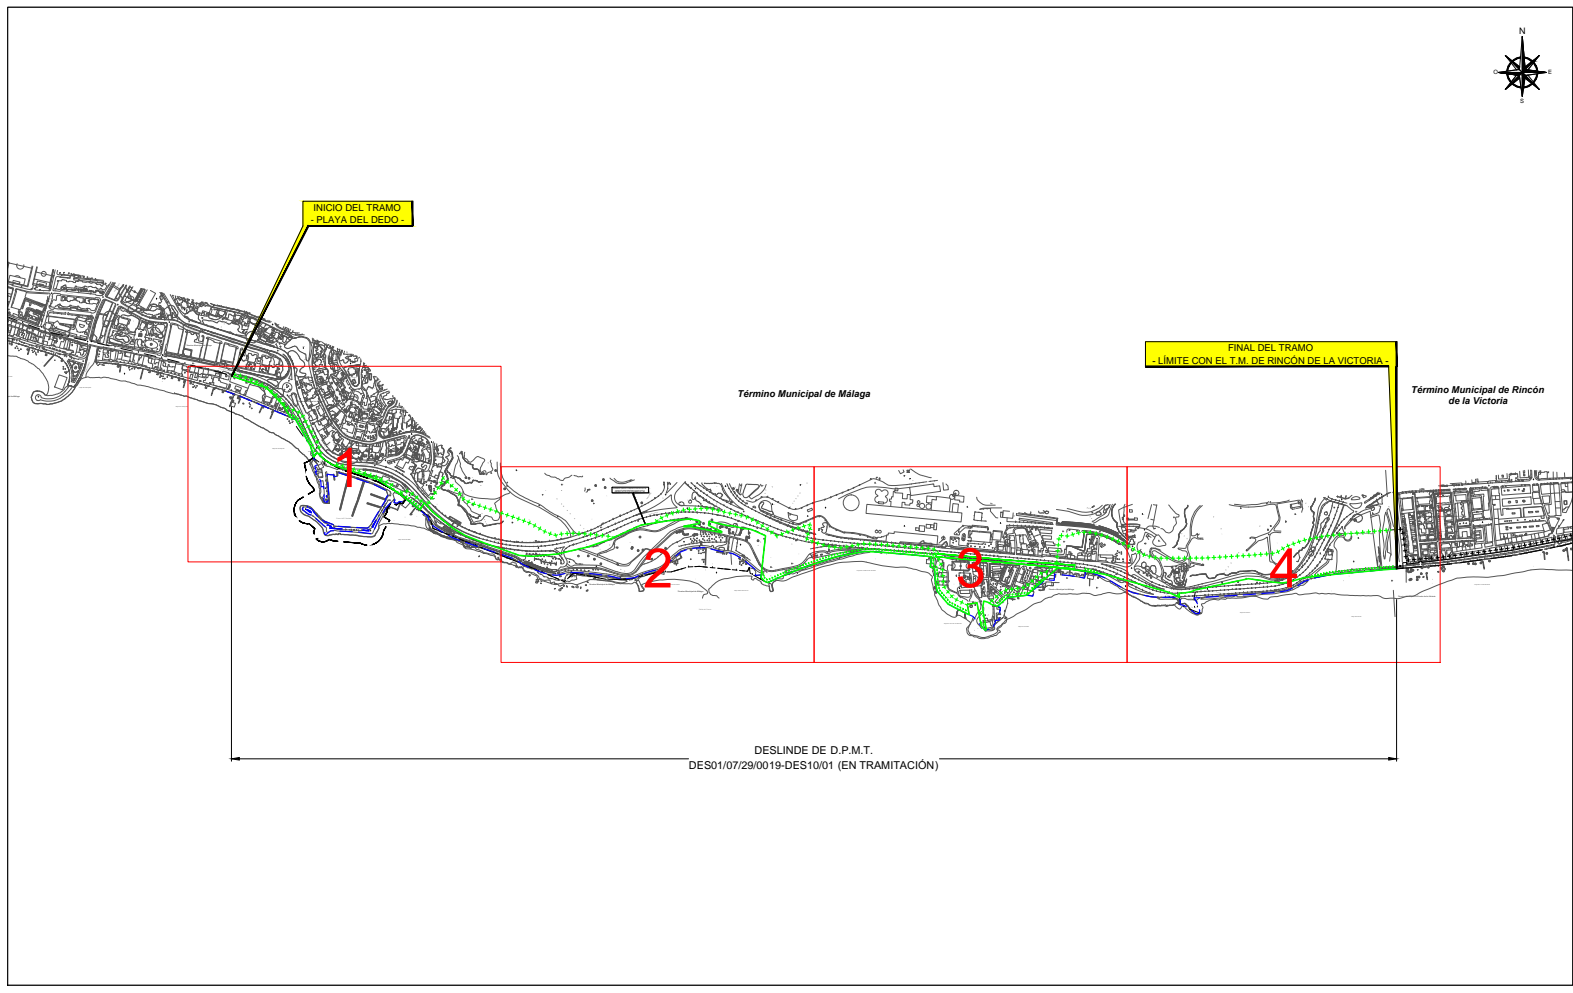 N
O
E
S
INICIO DEL TRAMO
- PLAYA DEL DEDO -
FINAL DEL TRAMO
- LÍMITE CON EL T.M. DE RINCÓN DE LA VICTORIA -
Término Municipal de Málaga
Término Municipal de Rincón
de la Victoria
1
2
3
4
DESLINDE DE D.P.M.T.
DES01/07/29/0019-DES10/01 (EN TRAMITACIÓN)